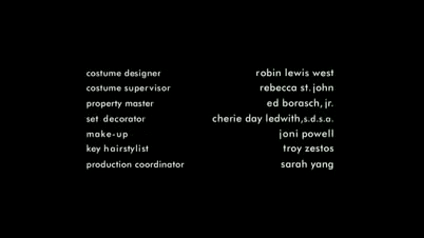 costume designer robin lewis west
costume supervisor rebecca st. john
property master ed borasch, jr.
set decorator cherie day ledwith,s.d.s.a.
make-up joni powell
key hairstylist troy zestos
production coordinator sarah yang